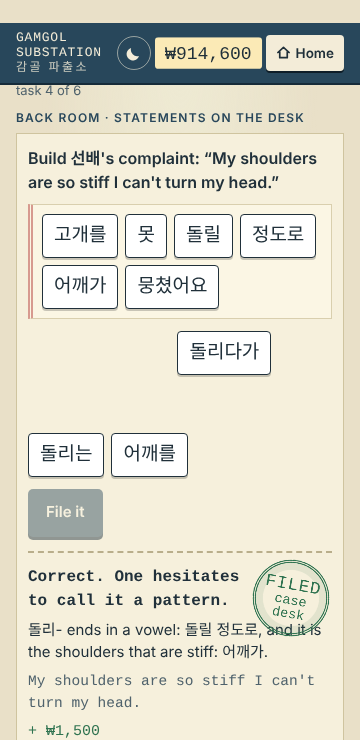 GAMGOL
SUBSTATION
감골 파출소
₩914,600
Home
task 4 of 6
BACK ROOM · STATEMENTS ON THE DESK
Build 선배's complaint: “My shoulders
are so stiff I can't turn my head.”
고개를 못 돌릴 정도로
어깨가 뭉쳤어요
돌리다가
돌리는 어깨를
File it
Correct. One hesitates
to call it a pattern.
FILED
case
desk
돌리- ends in a vowel: 돌릴 정도로, and it is
the shoulders that are stiff: 어깨가.
My shoulders are so stiff I can't
turn my head.
+ ₩1,500